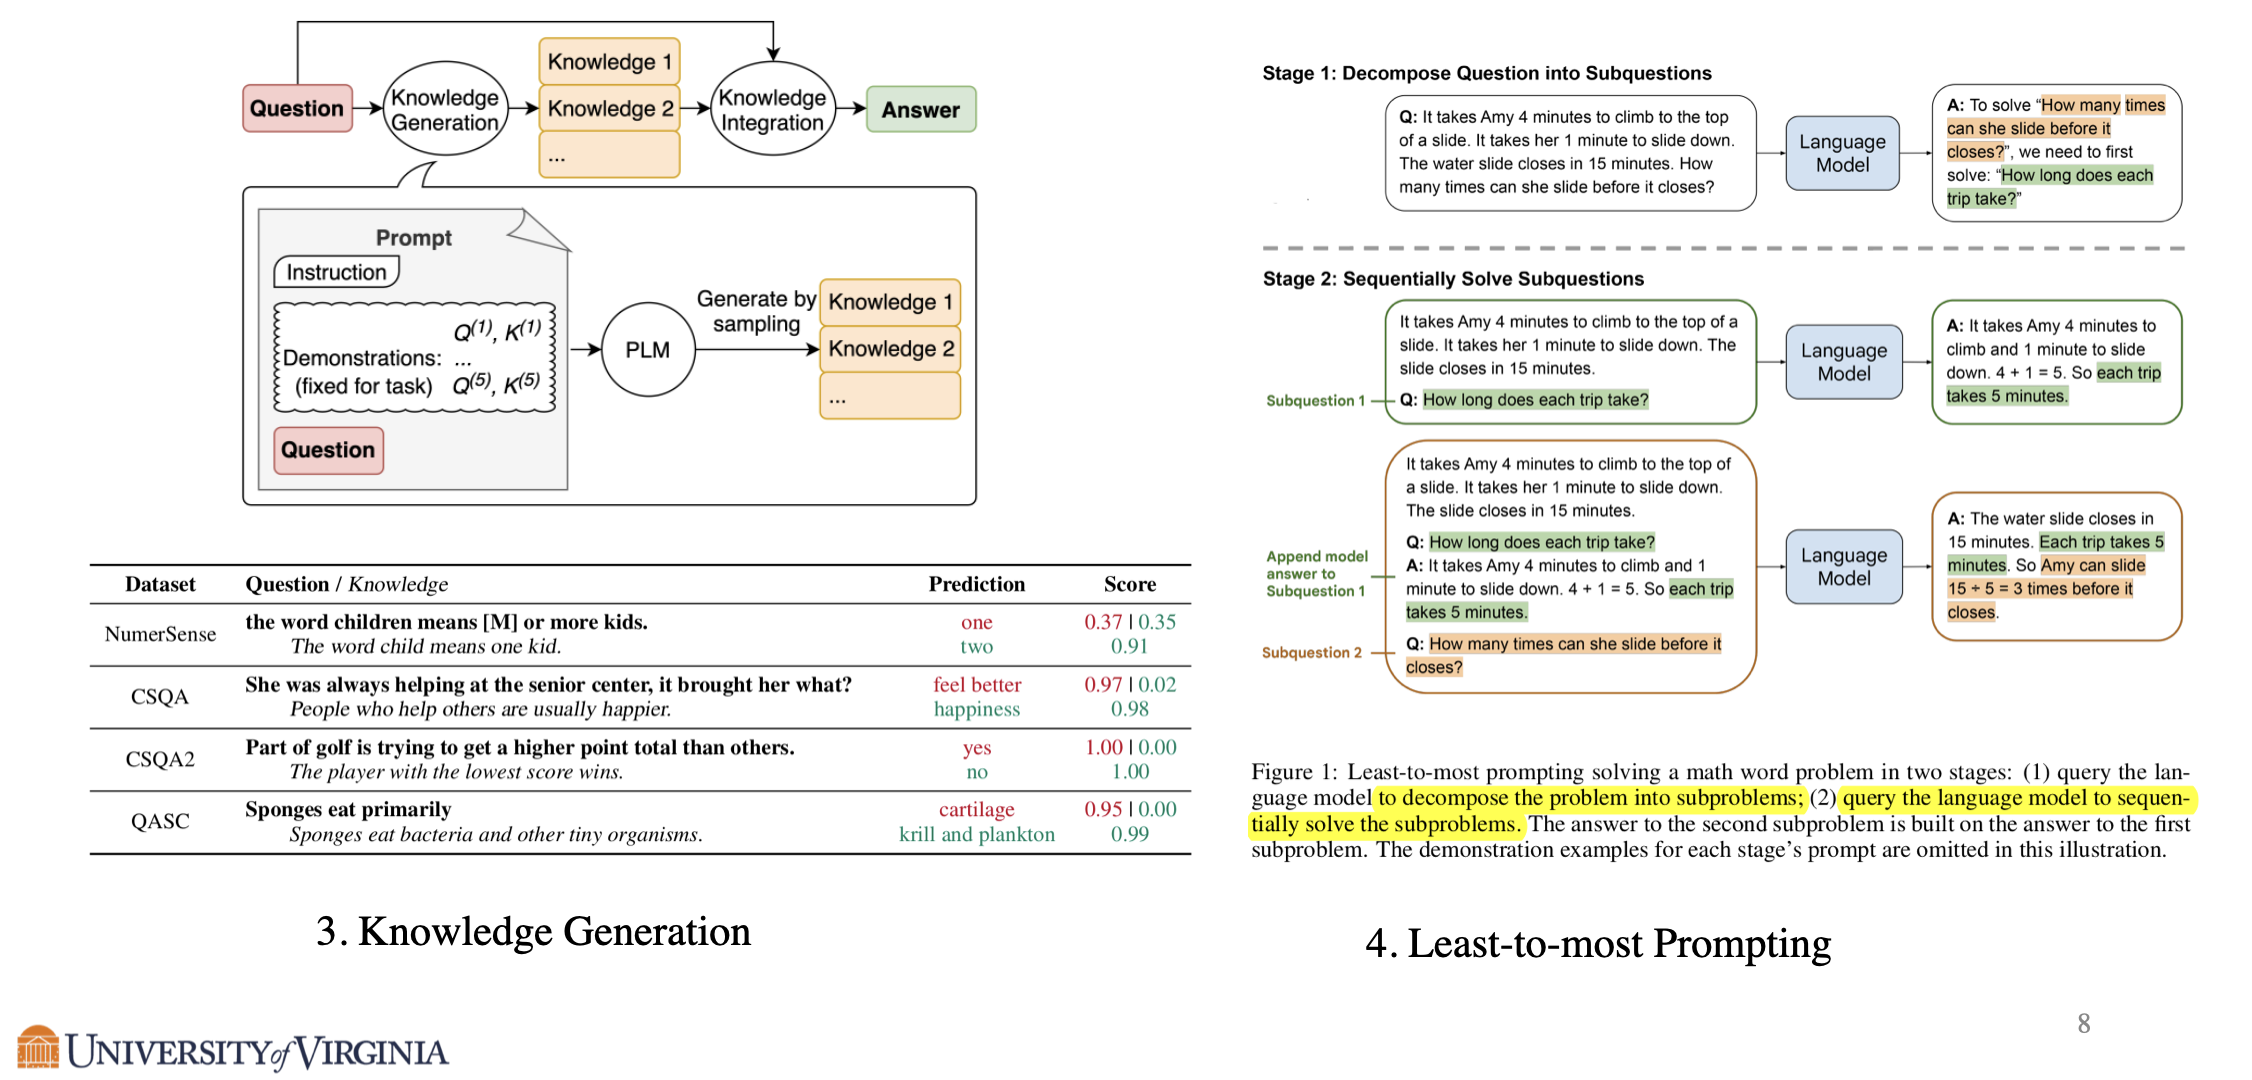 Question
Knowledge
Generation
Knowledge 1
Knowledge 2
...
Knowledge
Integration
Answer
Prompt
Instruction
Q(1), K(1)
Demonstrations: ...
(fixed for task) Q(5), K(5)
Question
PLM
Generate by
sampling
Knowledge 1
Knowledge 2
...
Dataset Question / Knowledge Prediction Score
NumerSense
the word children means [M] or more kids. one 0.37 | 0.35
The word child means one kid. two 0.91
CSQA
She was always helping at the senior center, it brought her what? feel better 0.97 | 0.02
People who help others are usually happier. happiness 0.98
CSQA2
Part of golf is trying to get a higher point total than others. yes 1.00 | 0.00
The player with the lowest score wins. no 1.00
QASC
Sponges eat primarily cartilage 0.95 | 0.00
Sponges eat bacteria and other tiny organisms. krill and plankton 0.99
3. Knowledge Generation
Stage 1: Decompose Question into Subquestions
Q: It takes Amy 4 minutes to climb to the top
of a slide. It takes her 1 minute to slide down.
The water slide closes in 15 minutes. How
many times can she slide before it closes?
Language
Model
A: To solve “How many times
can she slide before it
closes?”, we need to first
solve: “How long does each
trip take?”
Stage 2: Sequentially Solve Subquestions
It takes Amy 4 minutes to climb to the top of a
slide. It takes her 1 minute to slide down. The
slide closes in 15 minutes.
Subquestion 1
Q: How long does each trip take?
Language
Model
A: It takes Amy 4 minutes to
climb and 1 minute to slide
down. 4 + 1 = 5. So each trip
takes 5 minutes.
It takes Amy 4 minutes to climb to the top of
a slide. It takes her 1 minute to slide down.
The slide closes in 15 minutes.
Append model
answer to
Subquestion 1
Q: How long does each trip take?
A: It takes Amy 4 minutes to climb and 1
minute to slide down. 4 + 1 = 5. So each trip
takes 5 minutes.
Subquestion 2
Q: How many times can she slide before it
closes?
Language
Model
A: The water slide closes in
15 minutes. Each trip takes 5
minutes. So Amy can slide
15 ÷ 5 = 3 times before it
closes.
Figure 1: Least-to-most prompting solving a math word problem in two stages: (1) query the lan-
guage model to decompose the problem into subproblems; (2) query the language model to sequen-
tially solve the subproblems. The answer to the second subproblem is built on the answer to the first
subproblem. The demonstration examples for each stage’s prompt are omitted in this illustration.
4. Least-to-most Prompting
8
UNIVERSITY of VIRGINIA